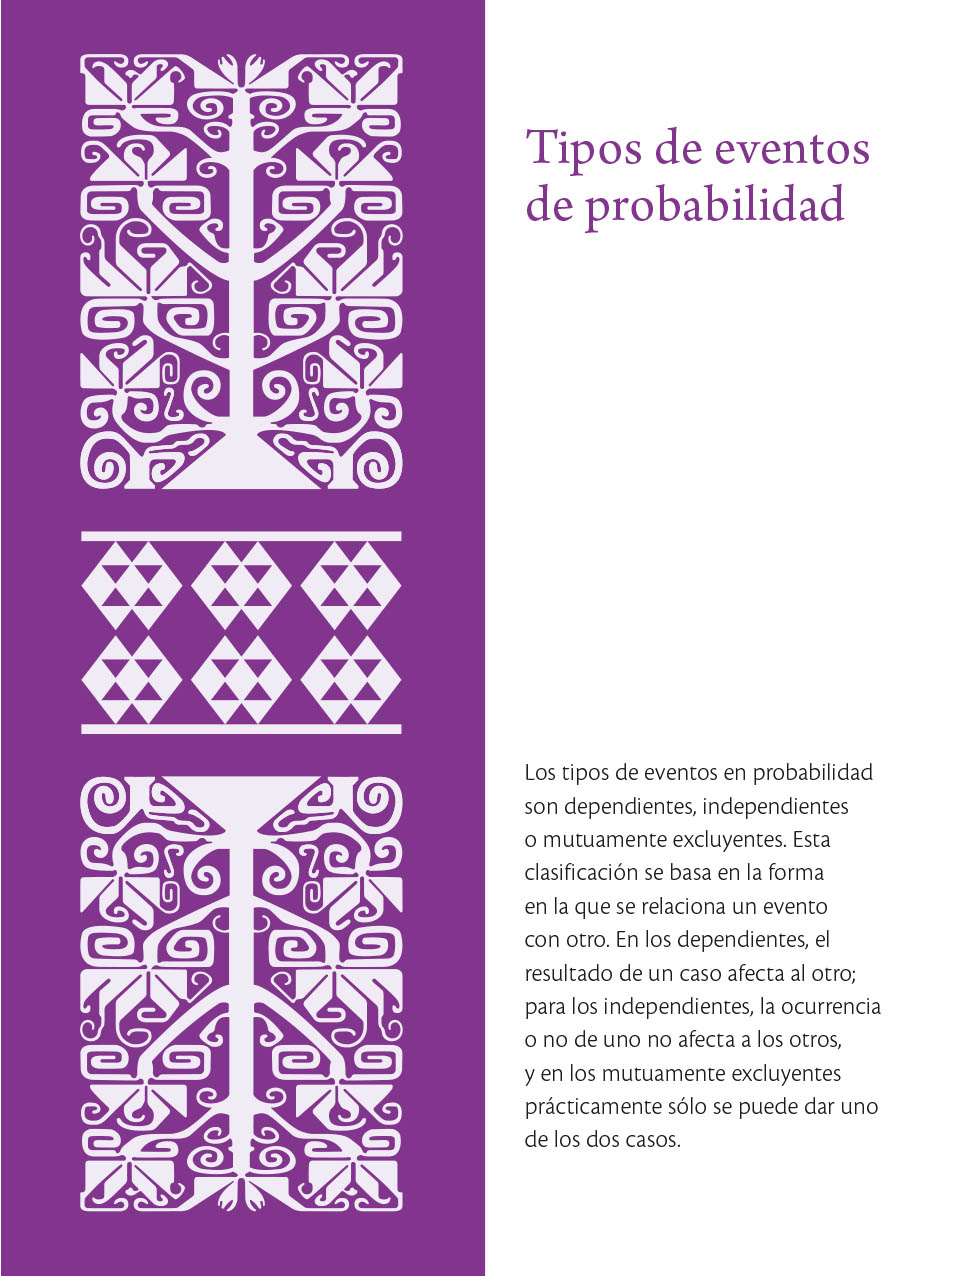 Tipos de eventos
de probabilidad
Los tipos de eventos en probabilidad
son dependientes, independientes
o mutuamente excluyentes. Esta
clasificación se basa en la forma
en la que se relaciona un evento
con otro. En los dependientes, el
resultado de un caso afecta al otro;
para los independientes, la ocurrencia
o no de uno no afecta a los otros,
y en los mutuamente excluyentes
prácticamente sólo se puede dar uno
de los dos casos.